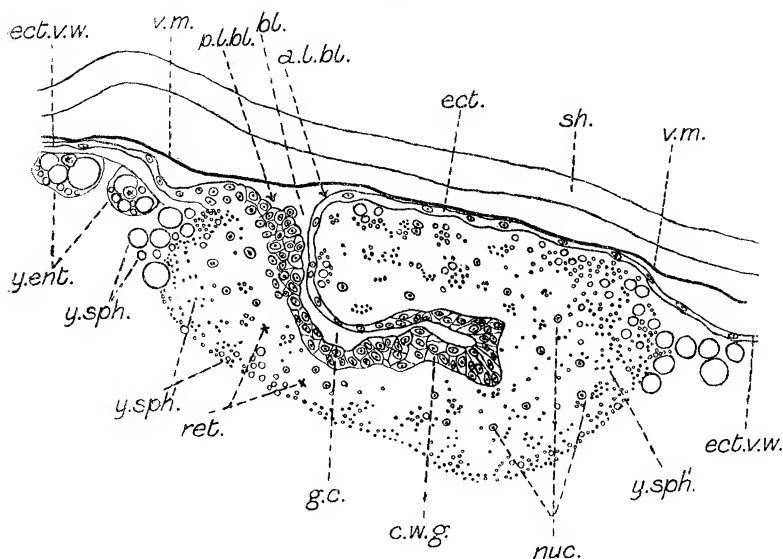 ect.v.w.
v.m.
p.l.bl.
bl.
a.l.bl.
ect.
sh.
v.m.
y.ent.
y.sph.
y.sph.
ret.
g.c.
c.w.g.
nuc.
y.sph'.
ect.v.w.